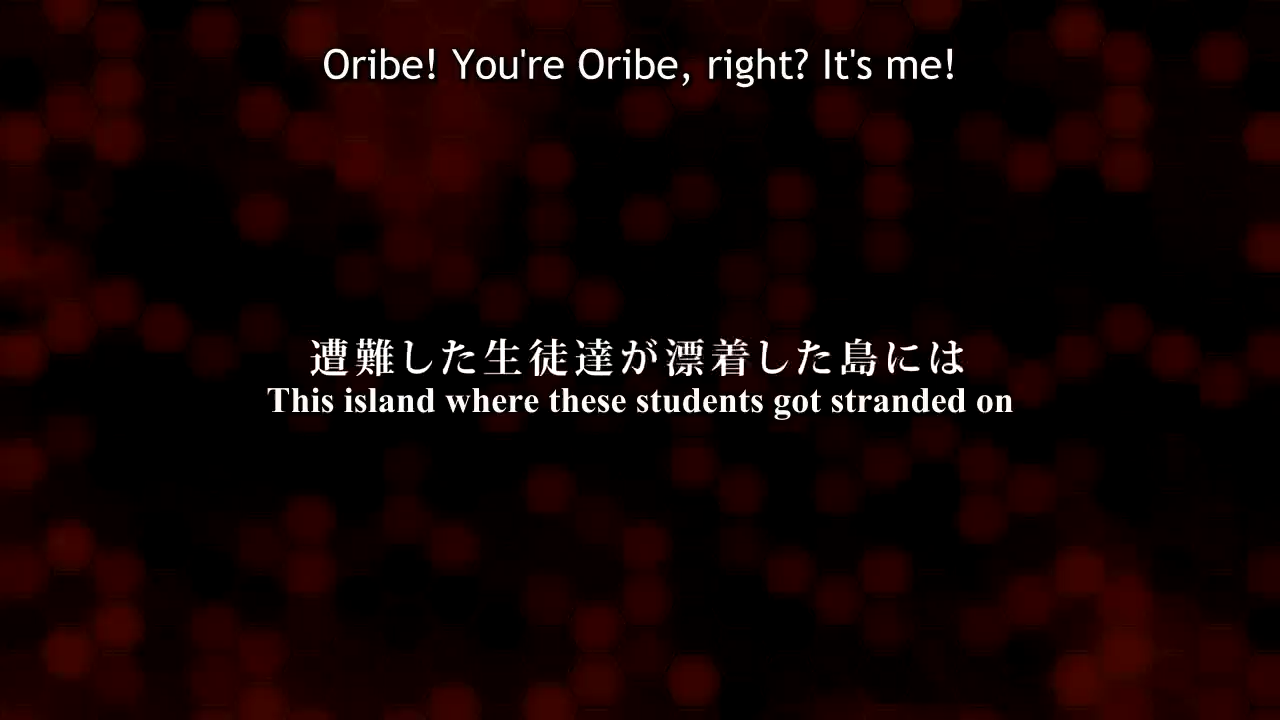 Oribe! You're Oribe, right? It's me!
遭難した生徒達が漂着した島には
This island where these students got stranded on